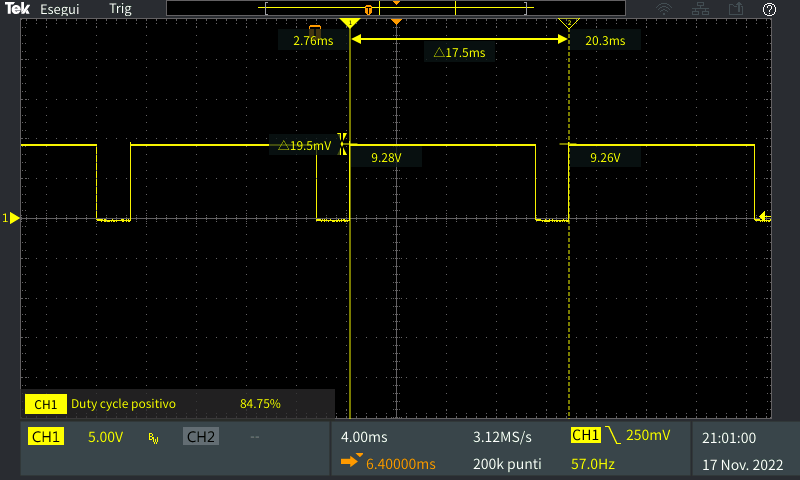 Tek Esegui Trig
T
?
1 2
2.76ms 20.3ms
△17.5ms
△19.5mV
9.28V 9.26V
1
CH1 Duty cycle positivo 84.75%
CH1 5.00V BW CH2 -- 4.00ms 3.12MS/s CH1 250mV 21:01:00
6.40000ms 200k punti 57.0Hz 17 Nov. 2022